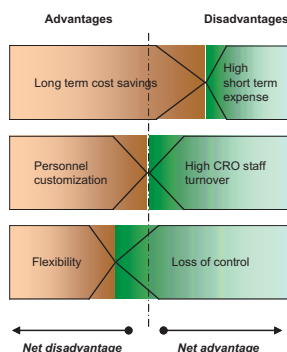 Advantages Disadvantages
Long term cost savings
High
short term
expense
Personnel
customization
High CRO staff
turnover
Flexibility
Loss of control
Net disadvantage Net advantage